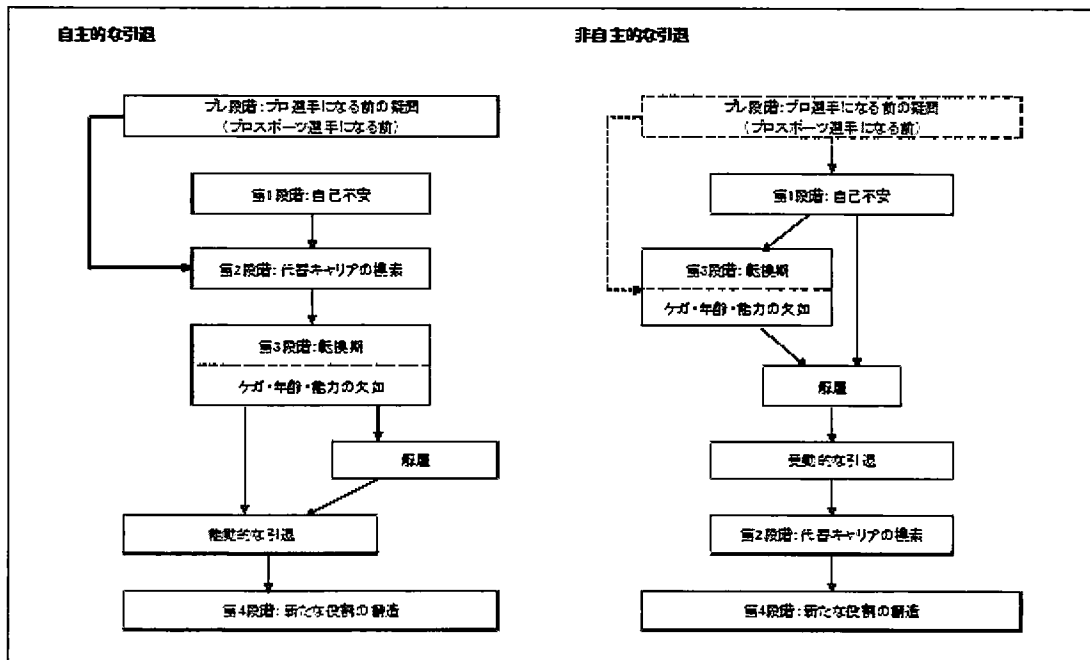 自主的な引退
プレ段階:プロ選手になる前の疑問
(プロスポーツ選手になる前)
第1段階:自己不安
第2段階:代替キャリアの模索
第3段階:転換期
ケガ・年齢・能力の欠如
解雇
能動的な引退
第4段階:新たな役割の創造
非自主的な引退
プレ段階:プロ選手になる前の疑問
(プロスポーツ選手になる前)
第1段階:自己不安
第3段階:転換期
ケガ・年齢・能力の欠如
解雇
受動的な引退
第2段階:代替キャリアの模索
第4段階:新たな役割の創造